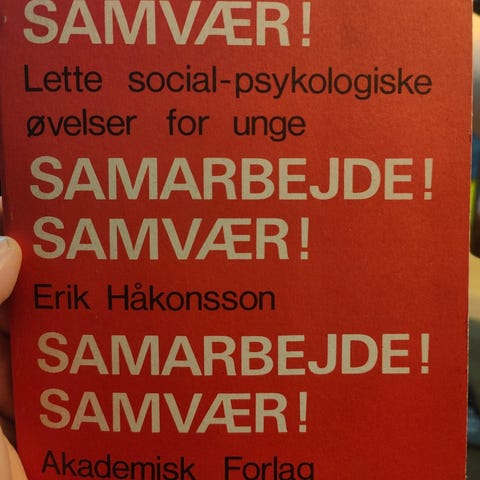 SAMVÆR!
Lette social-psykologiske
øvelser for unge
SAMARBEJDE!
SAMVÆR!
Erik Håkonsson
SAMARBEJDE!
SAMVÆR!
Akademisk Forlag